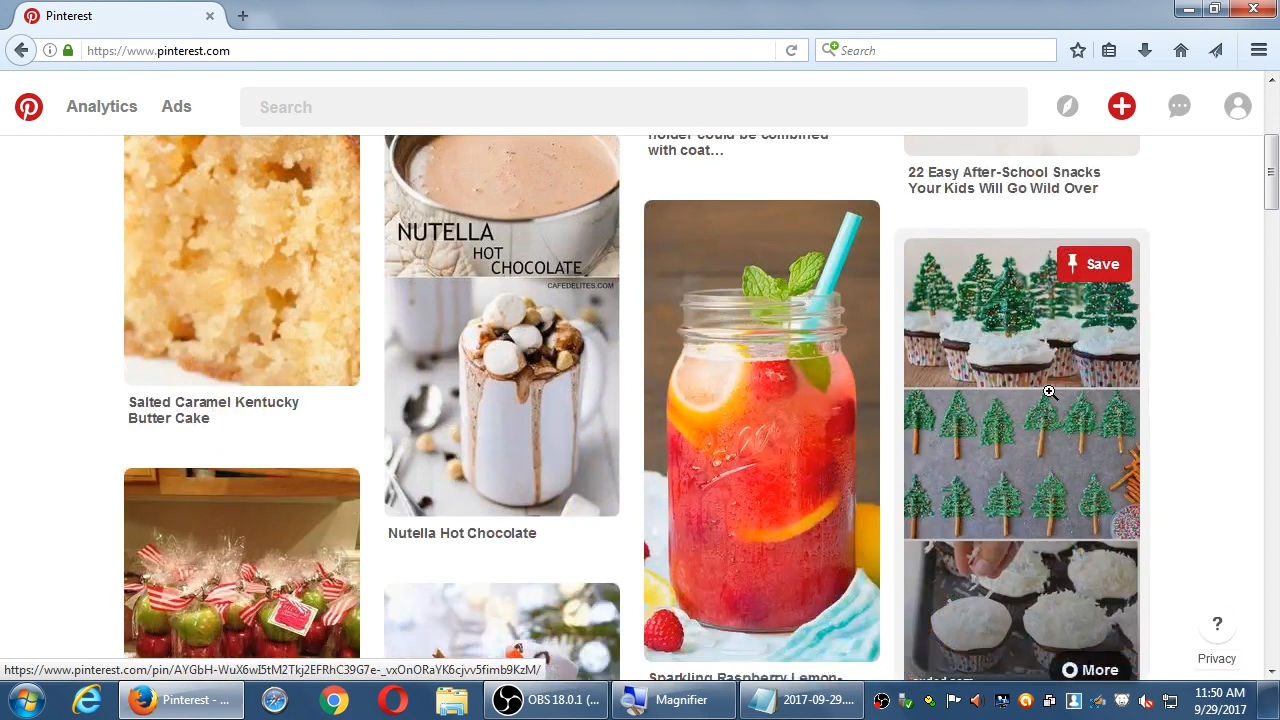 Pinterest
https://www.pinterest.com
Search
Analytics
Ads
Search
holder could be combined
with coat…
22 Easy After-School Snacks
Your Kids Will Go Wild Over
Save
NUTELLA
HOT
CHOCOLATE
CAFEDELITES.COM
Salted Caramel Kentucky
Butter Cake
Nutella Hot Chocolate
More
?
Privacy
https://www.pinterest.com/pin/AYGbH-WuX6wI5tM2Tkj2EFRhC39G7e-_vxOnORaYK6cjvv5fimb9KzM/
Sparkling Raspberry Lemon-
Pinterest - ...
OBS 18.0.1 (...
Magnifier
2017-09-29....
11:50 AM
9/29/2017